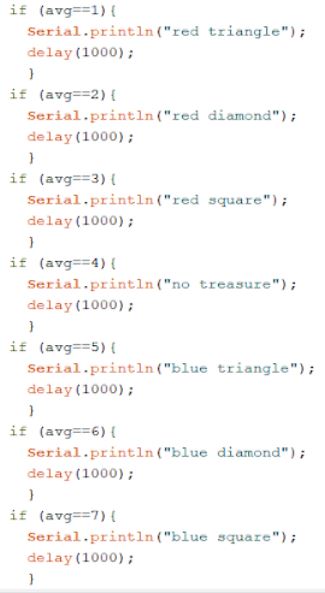 if (avg==1){
Serial.println("red triangle");
delay(1000);
}
if (avg==2){
Serial.println("red diamond");
delay(1000);
}
if (avg==3){
Serial.println("red square");
delay(1000);
}
if (avg==4){
Serial.println("no treasure");
delay(1000);
}
if (avg==5){
Serial.println("blue triangle");
delay(1000);
}
if (avg==6){
Serial.println("blue diamond");
delay(1000);
}
if (avg==7){
Serial.println("blue square");
delay(1000);
}